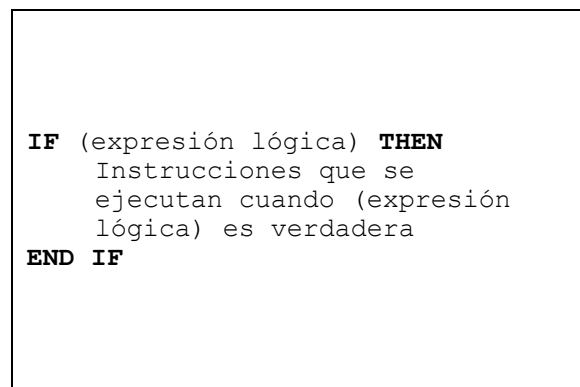 IF (expresión lógica) THEN
Instrucciones que se
ejecutan cuando (expresión
lógica) es verdadera
END IF